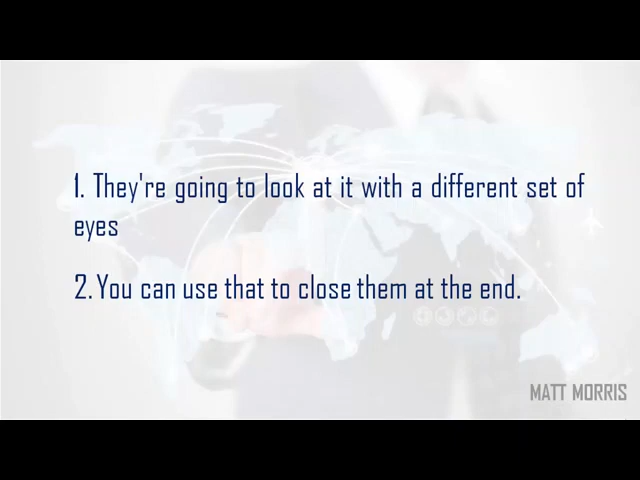 1. They're going to look at it with a different set of
eyes
2. You can use that to close them at the end.
MATT MORRIS